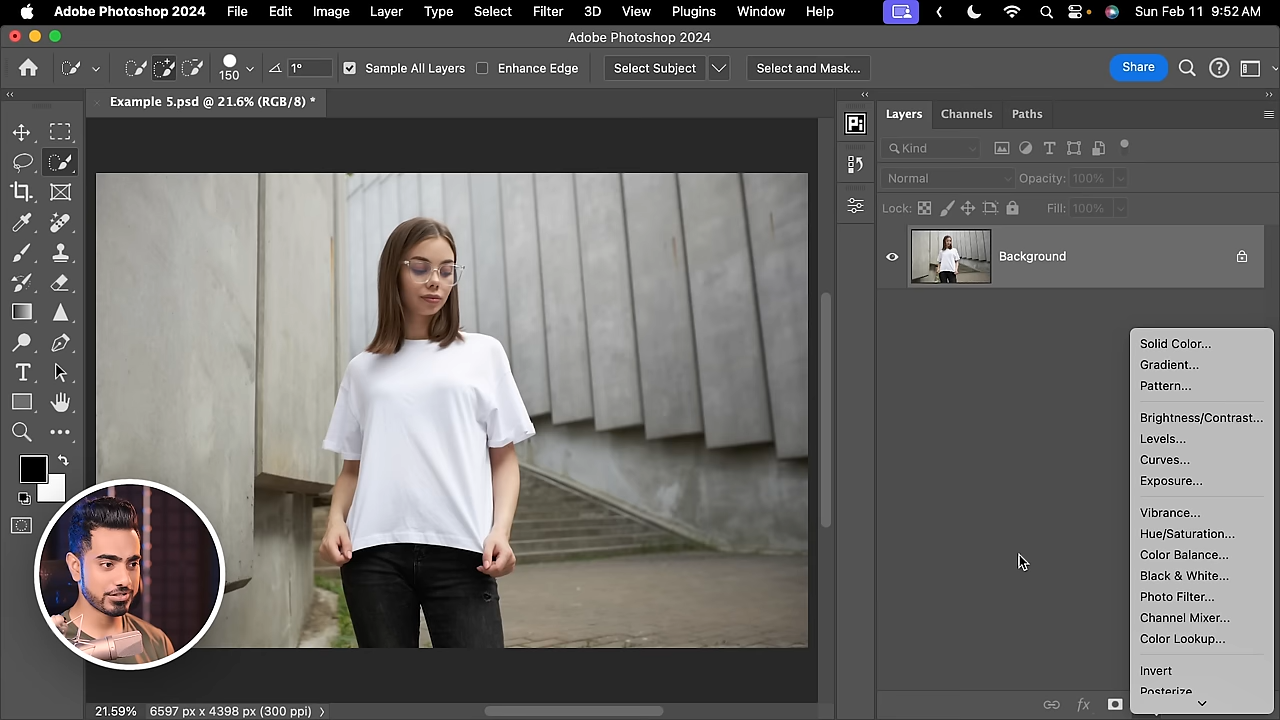 Adobe Photoshop 2024 File Edit Image Layer Type Select Filter 3D View Plugins Window Help Sun Feb 11 9:52 AM
Adobe Photoshop 2024
150 1° Sample All Layers Enhance Edge Select Subject Select and Mask... Share
Example 5.psd @ 21.6% (RGB/8) *
Layers Channels Paths
Kind
Normal Opacity: 100%
Lock: Fill: 100%
Background
Solid Color...
Gradient...
Pattern...
Brightness/Contrast...
Levels...
Curves...
Exposure...
Vibrance...
Hue/Saturation...
Color Balance...
Black & White...
Photo Filter...
Channel Mixer...
Color Lookup...
Invert
Posterize
fx
21.59% 6597 px x 4398 px (300 ppi)